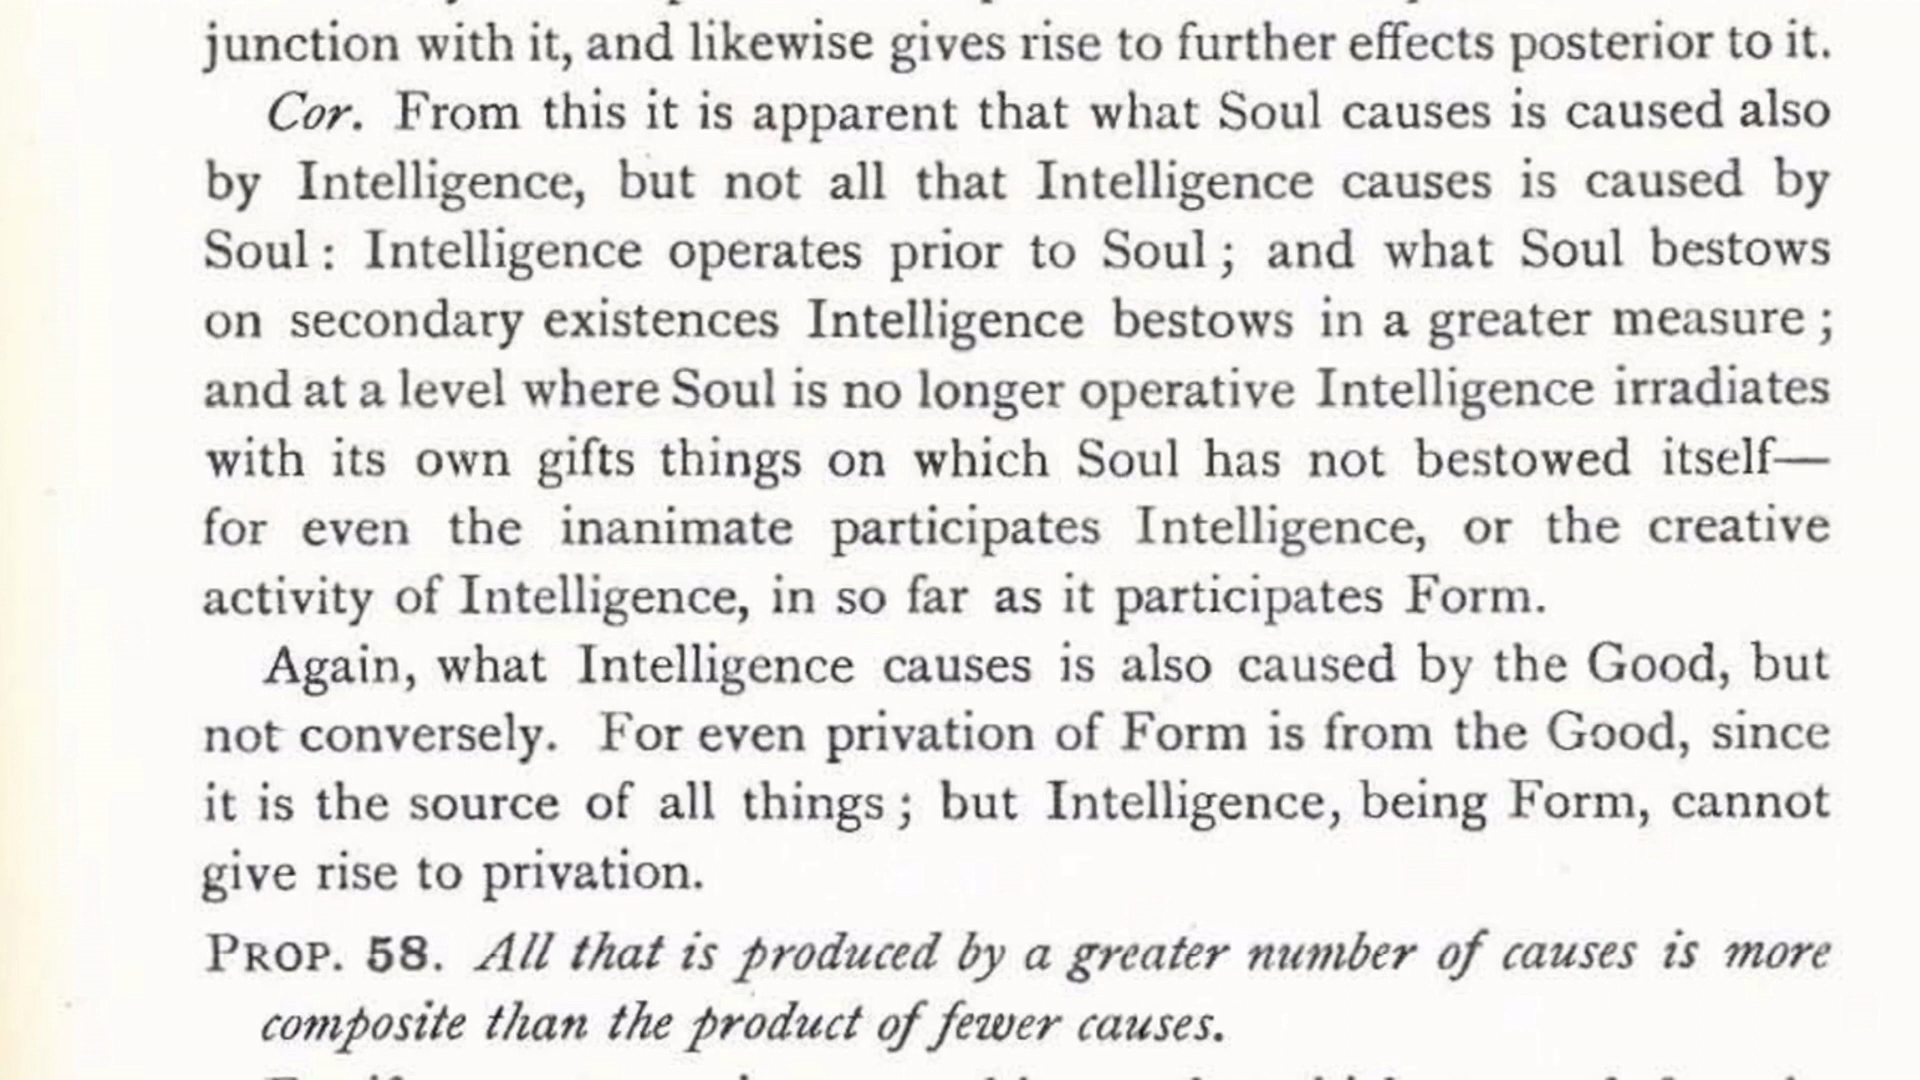 junction with it, and likewise gives rise to further effects posterior to it.
Cor. From this it is apparent that what Soul causes is caused also
by Intelligence, but not all that Intelligence causes is caused by
Soul: Intelligence operates prior to Soul; and what Soul bestows
on secondary existences Intelligence bestows in a greater measure;
and at a level where Soul is no longer operative Intelligence irradiates
with its own gifts things on which Soul has not bestowed itself—
for even the inanimate participates Intelligence, or the creative
activity of Intelligence, in so far as it participates Form.
Again, what Intelligence causes is also caused by the Good, but
not conversely. For even privation of Form is from the Good, since
it is the source of all things; but Intelligence, being Form, cannot
give rise to privation.
PROP. 58. All that is produced by a greater number of causes is more
composite than the product of fewer causes.